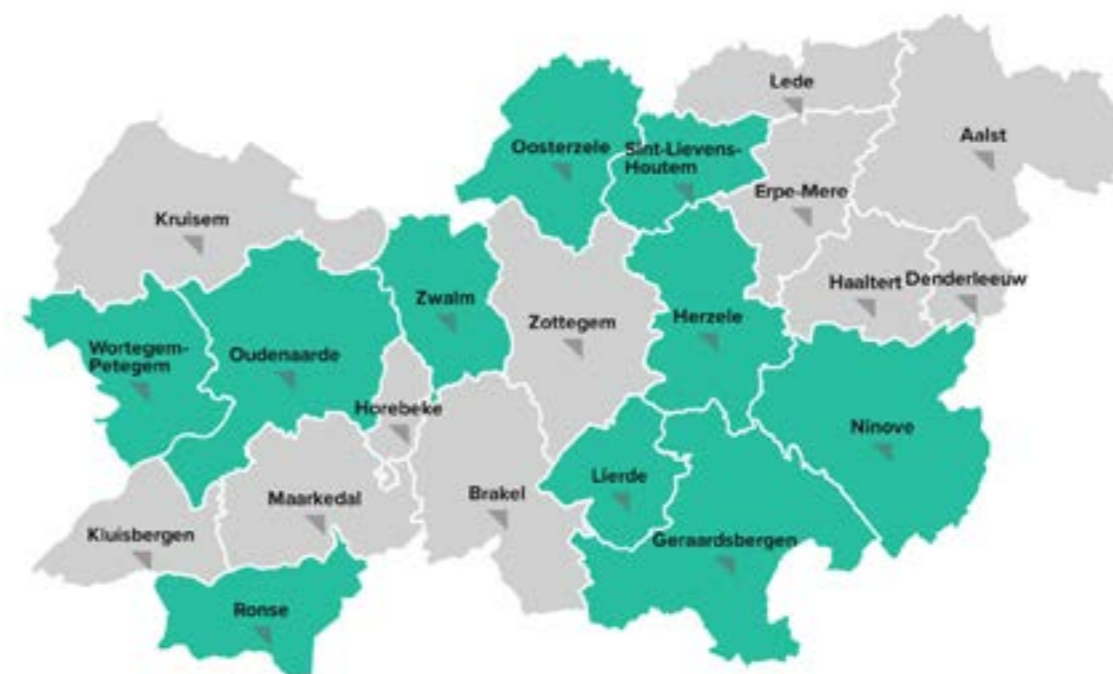 Lede
Aalst
Oosterzele
Sint-Lievens-
Houtem
Erpe-Mere
Kruisem
Haaltert
Denderleeuw
Zwalm
Zottegem
Herzele
Wortegem-
Petegem
Oudenaarde
Horebeke
Ninove
Lierde
Brakel
Maarkedal
Kluisbergen
Geraardsbergen
Ronse